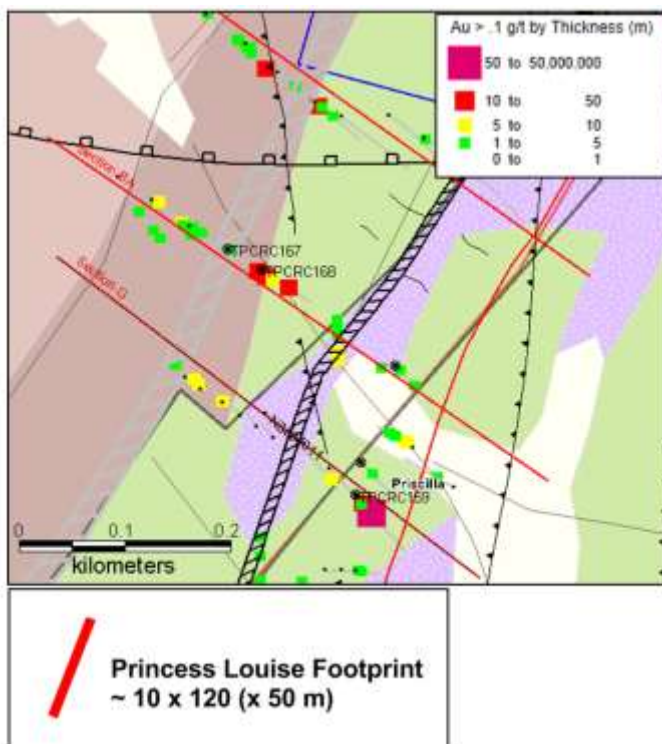 Au > .1 g/t by Thickness (m)
50 to 50,000,000
10 to 50
5 to 10
1 to 5
0 to 1
TPCRC167
TPCRC168
Priscilla
TPCRC159
0 0.1 0.2
kilometers
Princess Louise Footprint
~ 10 x 120 (x 50 m)